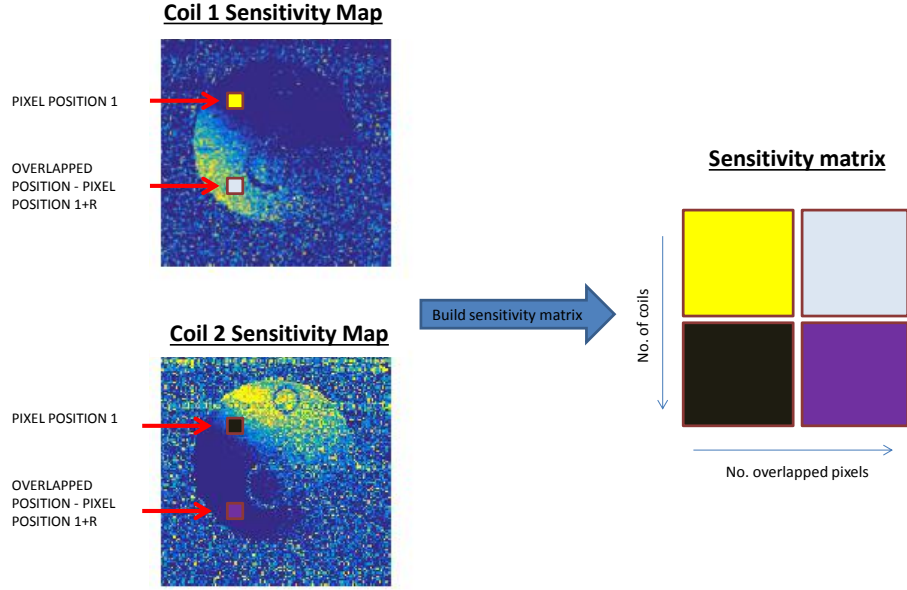 Coil 1 Sensitivity Map
PIXEL POSITION 1
OVERLAPPED
POSITION - PIXEL
POSITION 1+R
Coil 2 Sensitivity Map
PIXEL POSITION 1
OVERLAPPED
POSITION - PIXEL
POSITION 1+R
Build sensitivity matrix
Sensitivity matrix
No. of coils
No. overlapped pixels